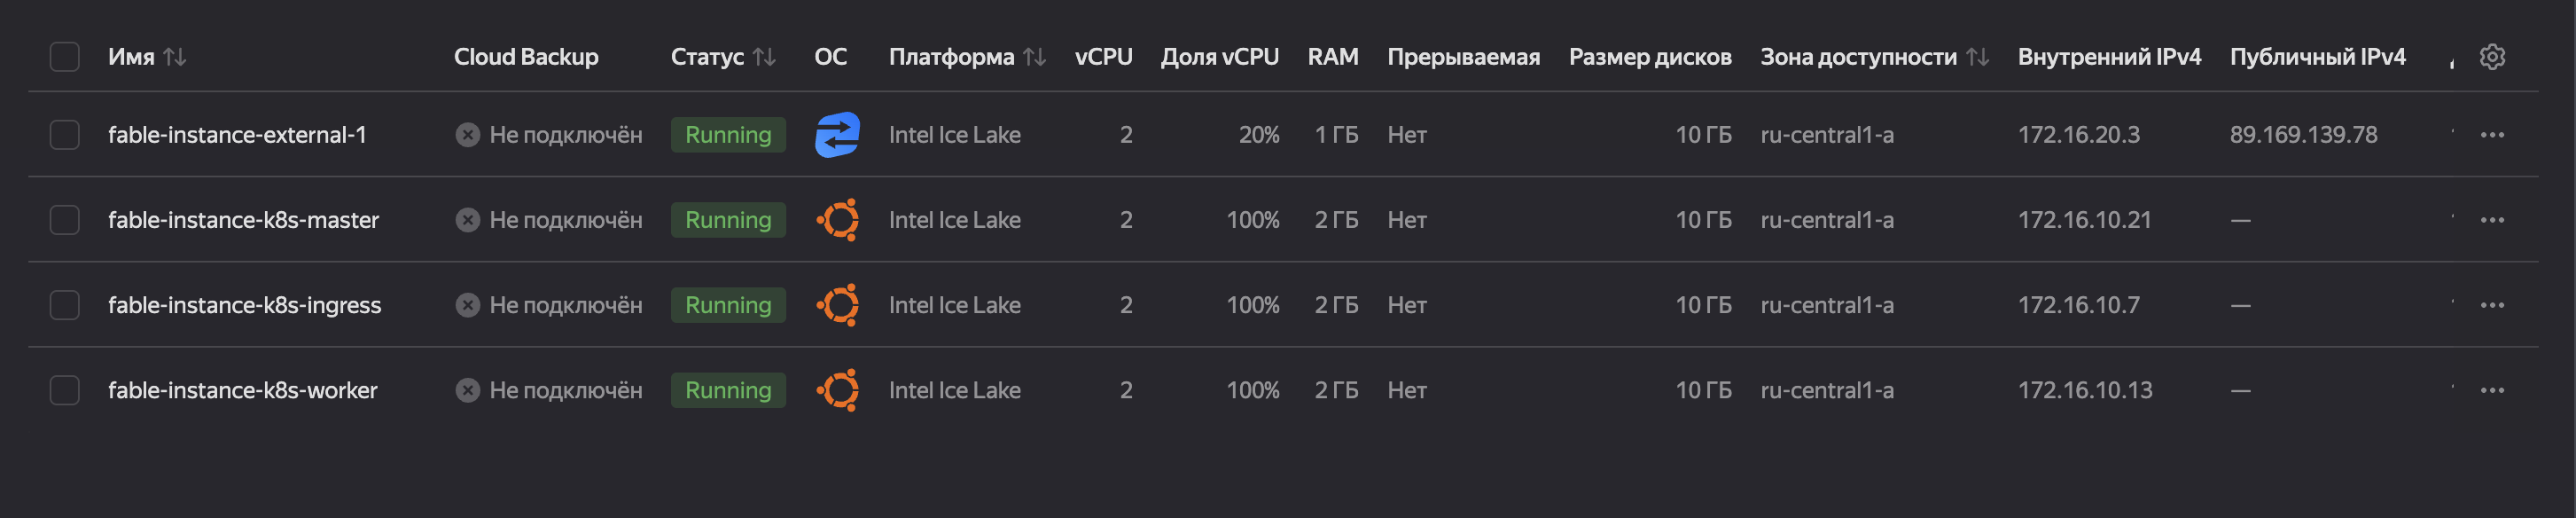 Имя Cloud Backup Статус ОС Платформа vCPU Доля vCPU RAM Прерываемая Размер дисков Зона доступности Внутренний IPv4 Публичный IPv4
fable-instance-external-1 Не подключён Running Intel Ice Lake 2 20% 1 ГБ Нет 10 ГБ ru-central1-a 172.16.20.3 89.169.139.78
fable-instance-k8s-master Не подключён Running Intel Ice Lake 2 100% 2 ГБ Нет 10 ГБ ru-central1-a 172.16.10.21 —
fable-instance-k8s-ingress Не подключён Running Intel Ice Lake 2 100% 2 ГБ Нет 10 ГБ ru-central1-a 172.16.10.7 —
fable-instance-k8s-worker Не подключён Running Intel Ice Lake 2 100% 2 ГБ Нет 10 ГБ ru-central1-a 172.16.10.13 —